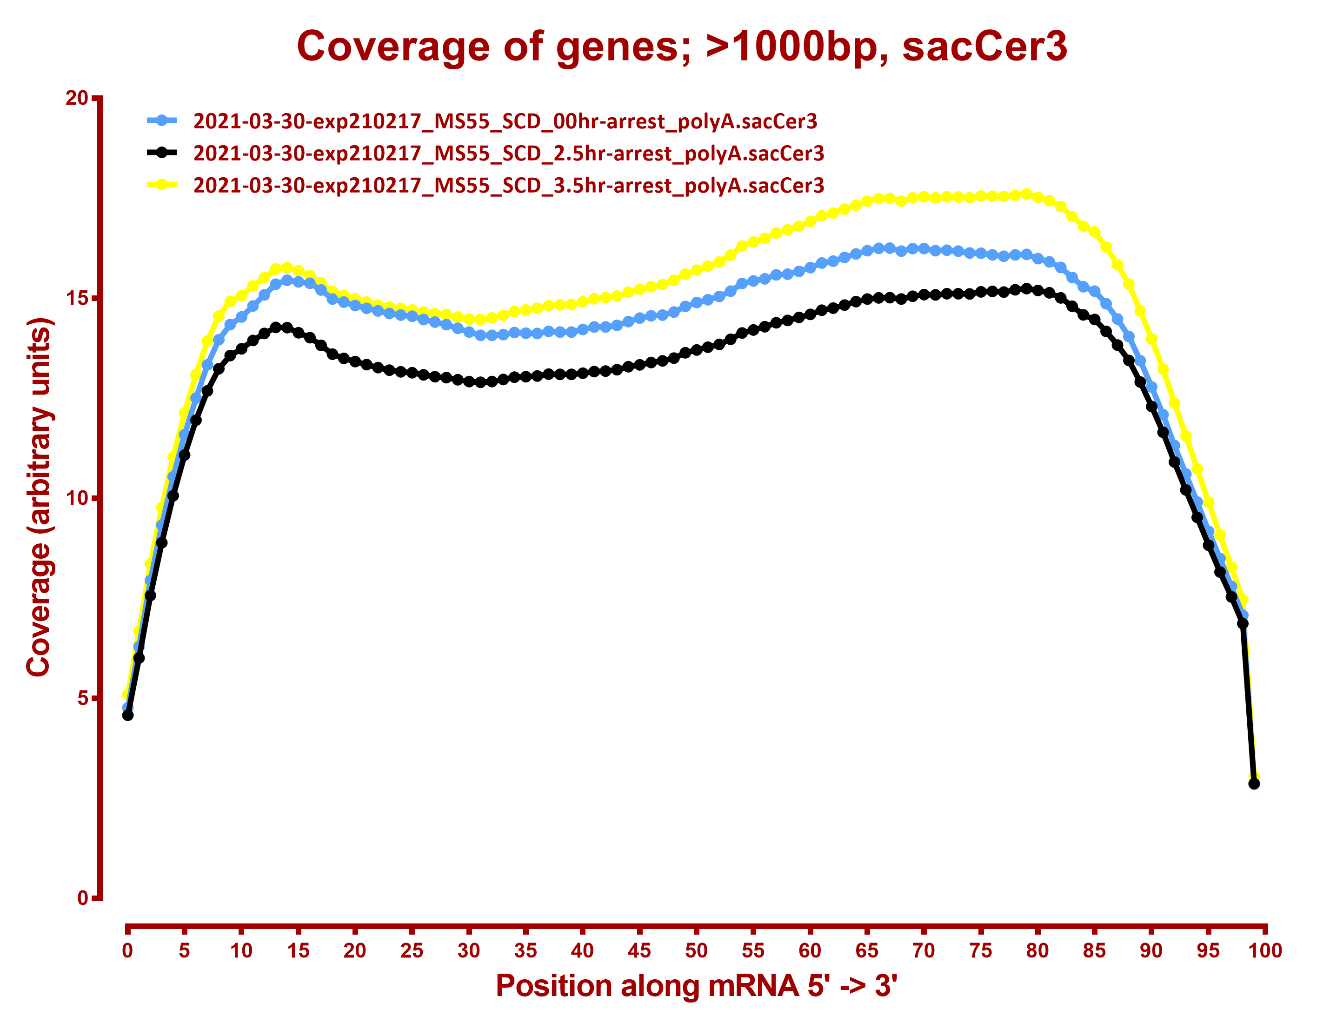 Coverage of genes; >1000bp, sacCer3
2021-03-30-exp210217_MS55_SCD_00hr-arrest_polyA.sacCer3
2021-03-30-exp210217_MS55_SCD_2.5hr-arrest_polyA.sacCer3
2021-03-30-exp210217_MS55_SCD_3.5hr-arrest_polyA.sacCer3
Coverage (arbitrary units)
20
15
10
5
0
0 5 10 15 20 25 30 35 40 45 50 55 60 65 70 75 80 85 90 95 100
Position along mRNA 5' -> 3'